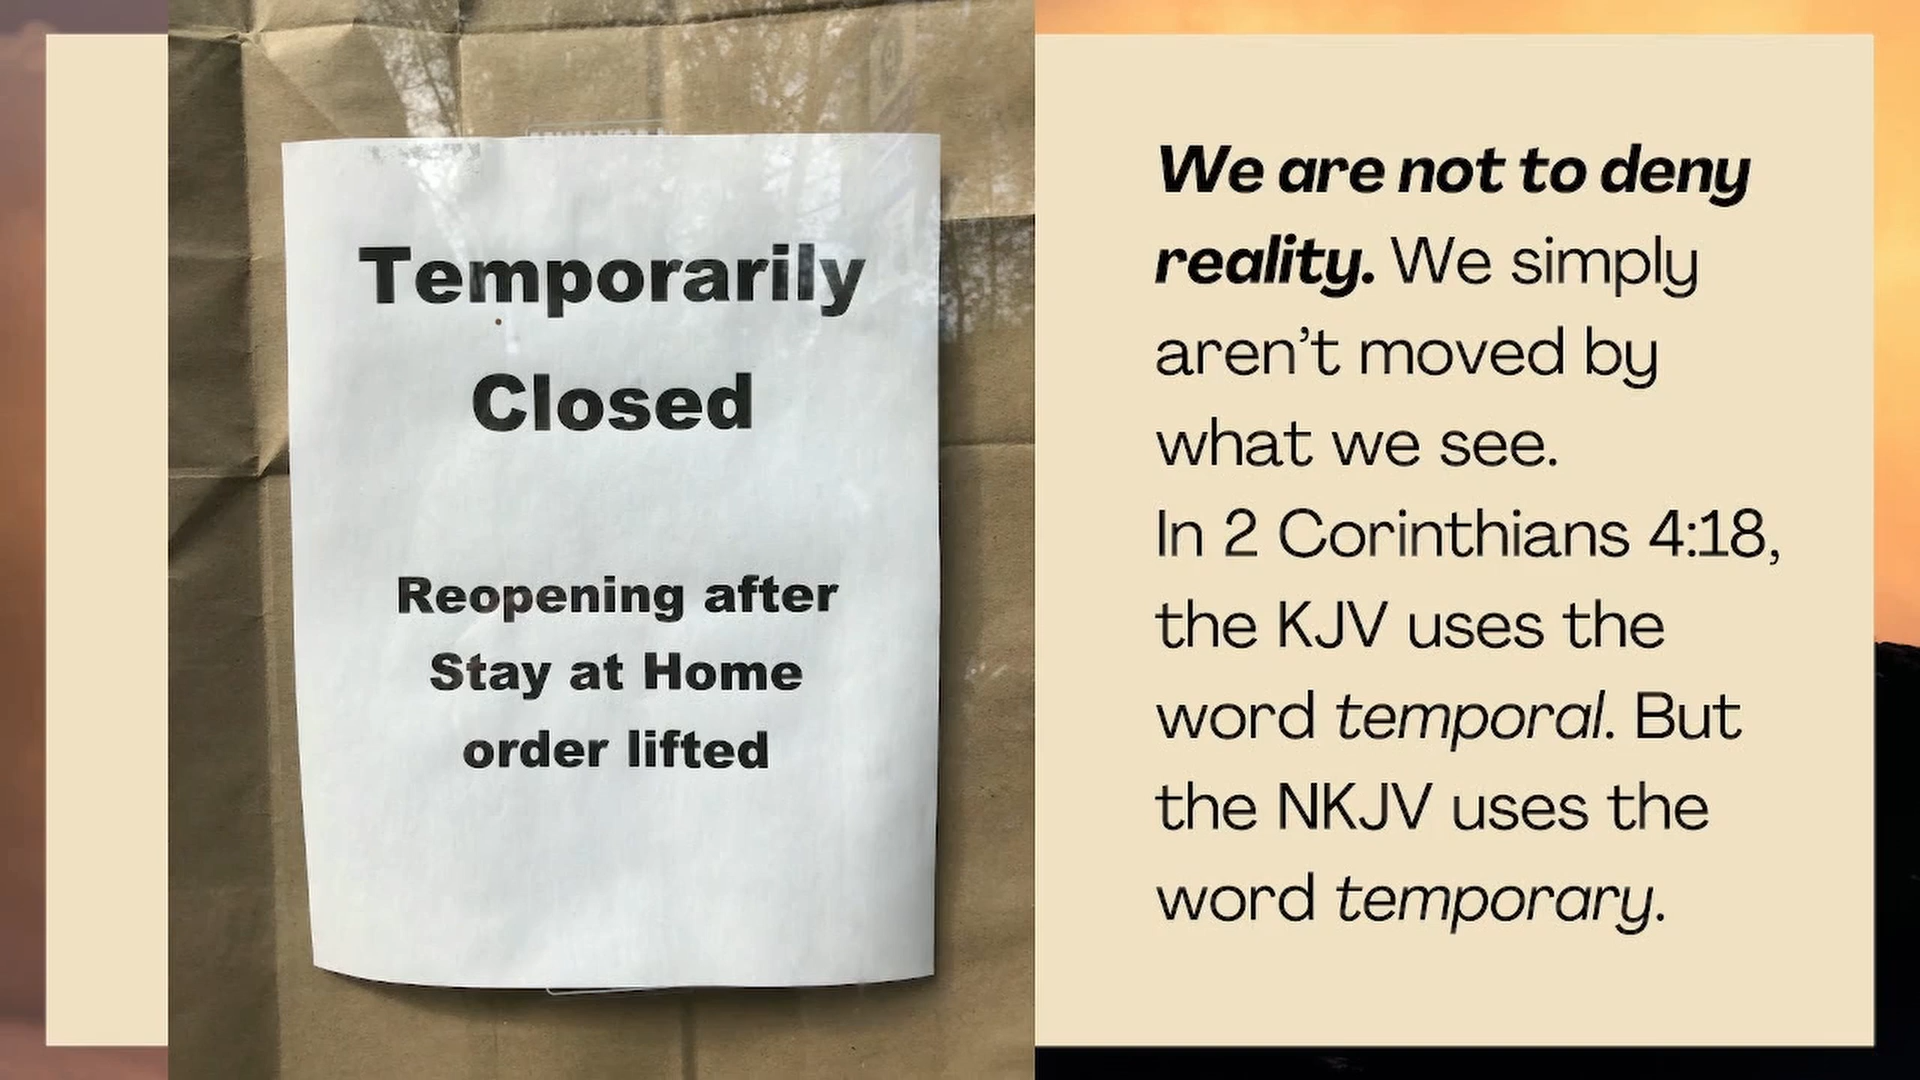 Temporarily
Closed
Reopening after
Stay at Home
order lifted
We are not to deny
reality. We simply
aren’t moved by
what we see.
In 2 Corinthians 4:18,
the KJV uses the
word temporal. But
the NKJV uses the
word temporary.